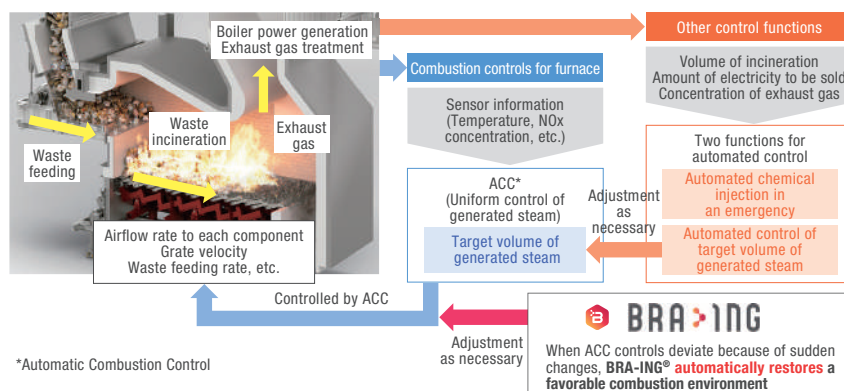 Boiler power generation
Exhaust gas treatment
Other control functions
Combustion controls for furnace
Volume of incineration
Amount of electricity to be sold
Concentration of exhaust gas
Sensor information
(Temperature, NOx
concentration, etc.)
Waste
feeding
Waste
incineration
Exhaust
gas
Two functions for
automated control
Automated chemical
injection in
an emergency
Automated control of
target volume of
generated steam
ACC*
(Uniform control of
generated steam)
Target volume of
generated steam
Adjustment
as
necessary
Airflow rate to each component
Grate velocity
Waste feeding rate, etc.
Controlled by ACC
Adjustment
as necessary
B BRA-ING
When ACC controls deviate because of sudden
changes, BRA-ING® automatically restores a
favorable combustion environment
*Automatic Combustion Control